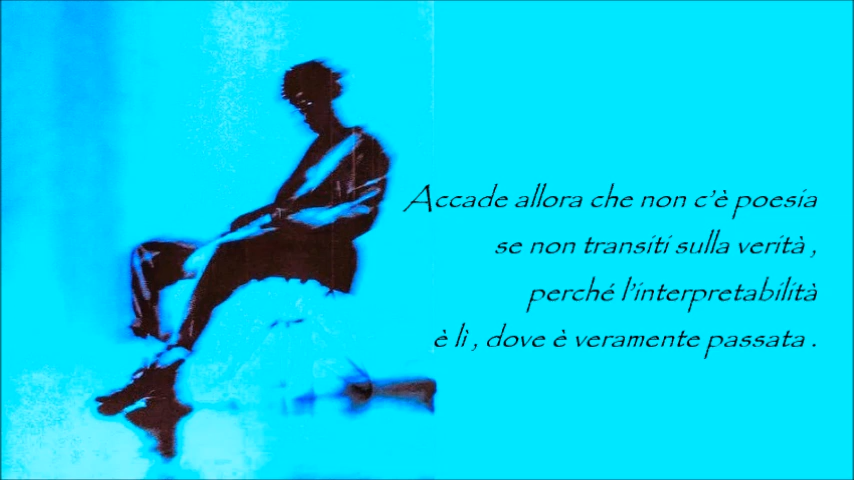 Accade allora che non c'è poesia
se non transiti sulla verità ,
perché l'interpretabilità
è lì , dove è veramente passata .